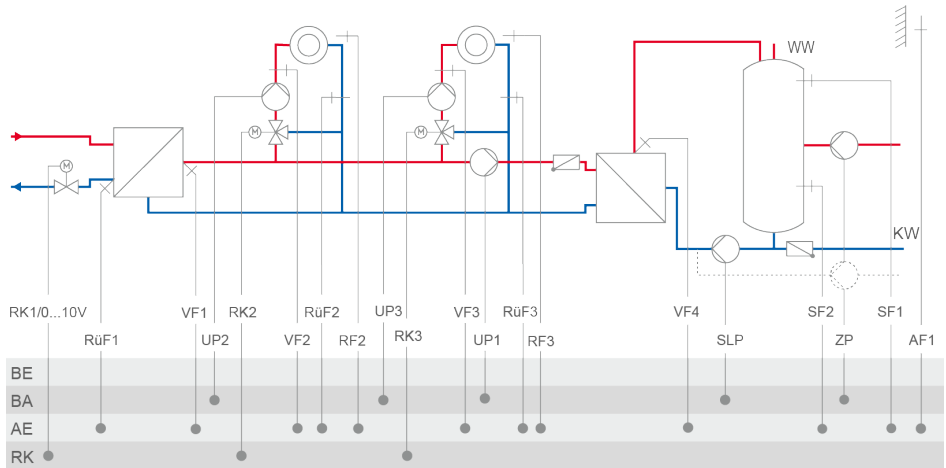 WW
M
M
M
KW
RK1/0...10V
VF1
RK2
RüF2
UP3
VF3
RüF3
VF4
SF2
SF1
RüF1
UP2
VF2
RF2
RK3
UP1
RF3
SLP
ZP
AF1
BE
BA
AE
RK